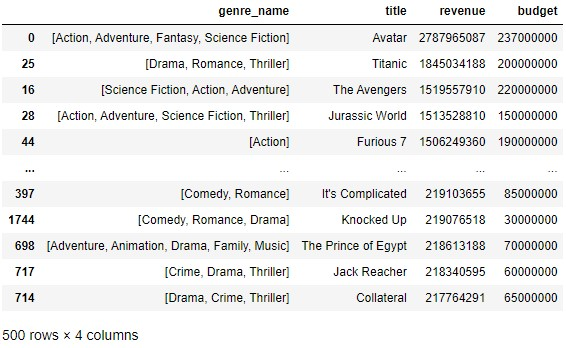 genre_name title revenue budget
0 [Action, Adventure, Fantasy, Science Fiction] Avatar 2787965087 237000000
25 [Drama, Romance, Thriller] Titanic 1845034188 200000000
16 [Science Fiction, Action, Adventure] The Avengers 1519557910 220000000
28 [Action, Adventure, Science Fiction, Thriller] Jurassic World 1513528810 150000000
44 [Action] Furious 7 1506249360 190000000
... ... ... ... ...
397 [Comedy, Romance] It's Complicated 219103655 85000000
1744 [Comedy, Romance, Drama] Knocked Up 219076518 30000000
698 [Adventure, Animation, Drama, Family, Music] The Prince of Egypt 218613188 70000000
717 [Crime, Drama, Thriller] Jack Reacher 218340595 60000000
714 [Drama, Crime, Thriller] Collateral 217764291 65000000
500 rows × 4 columns